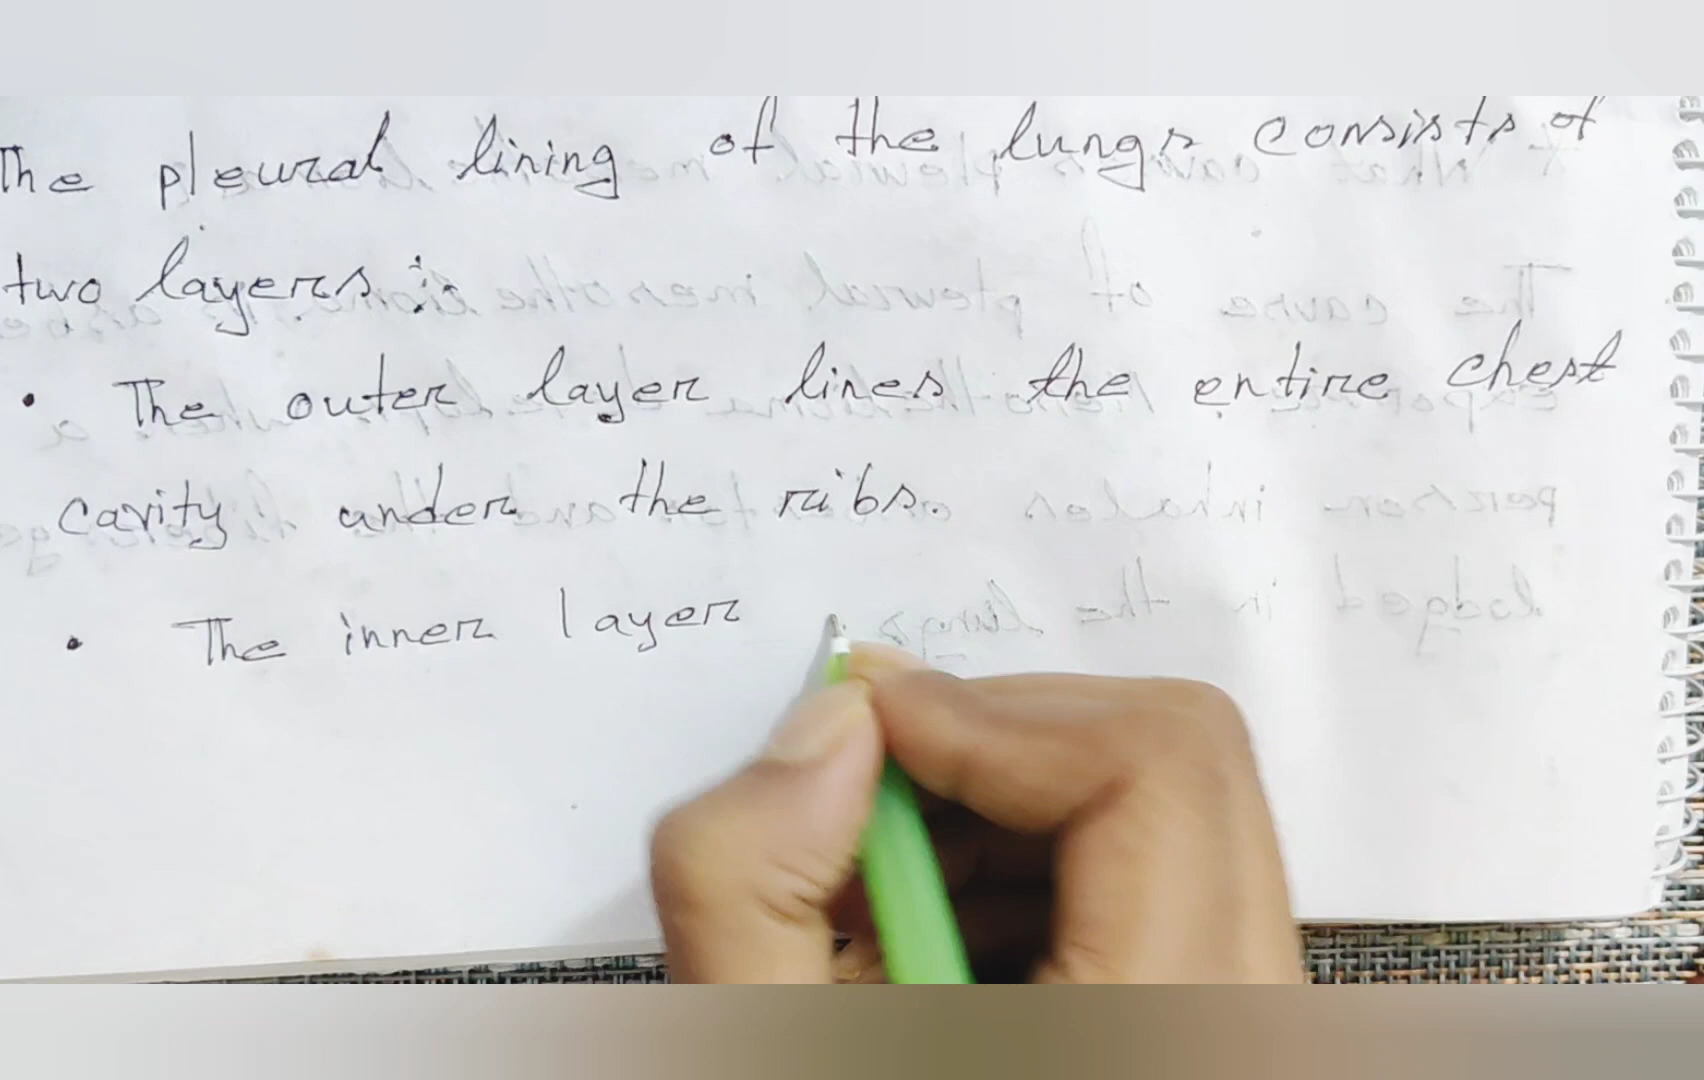 The pleural lining of the lungs consists of
two layers:
• The outer layer lines the entire chest
cavity under the ribs.
• The inner layer